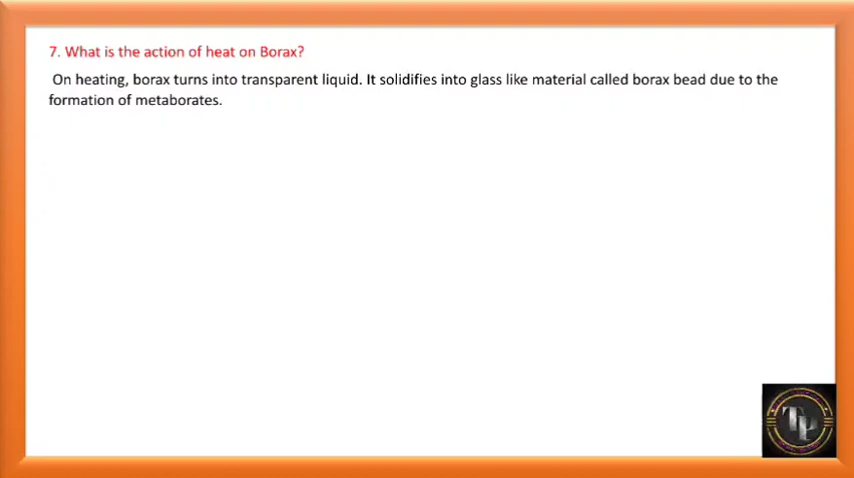 7. What is the action of heat on Borax?
On heating, borax turns into transparent liquid. It solidifies into glass like material called borax bead due to the
formation of metaborates.
TP